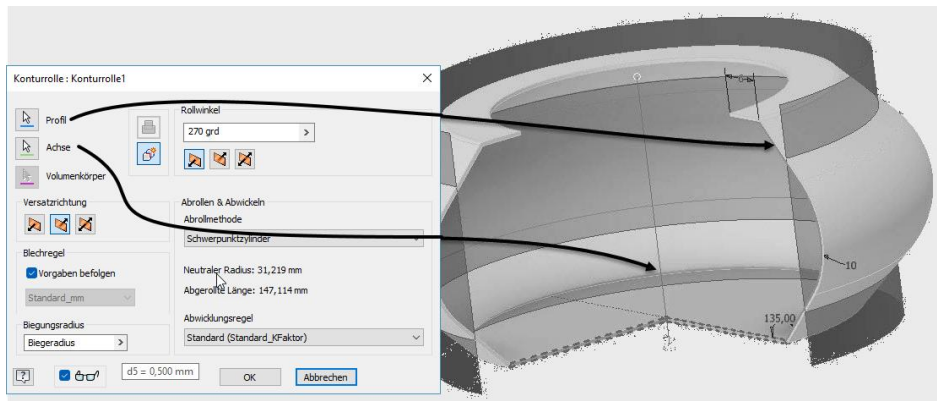 Konturrolle : Konturrolle1
Profil
Achse
Volumenkörper
Rollwinkel
270 grd
Versatzrichtung
Blechregel
Vorgaben befolgen
Standard_mm
Biegungsradius
Biegeradius
Abrollen & Abwickeln
Abrollmethode
Schwerpunktzylinder
Neutraler Radius: 31,219 mm
Abgerollte Länge: 147,114 mm
Abwicklungsregel
Standard (Standard_KFaktor)
d5 = 0,500 mm
OK
Abbrechen
6
10
135,00